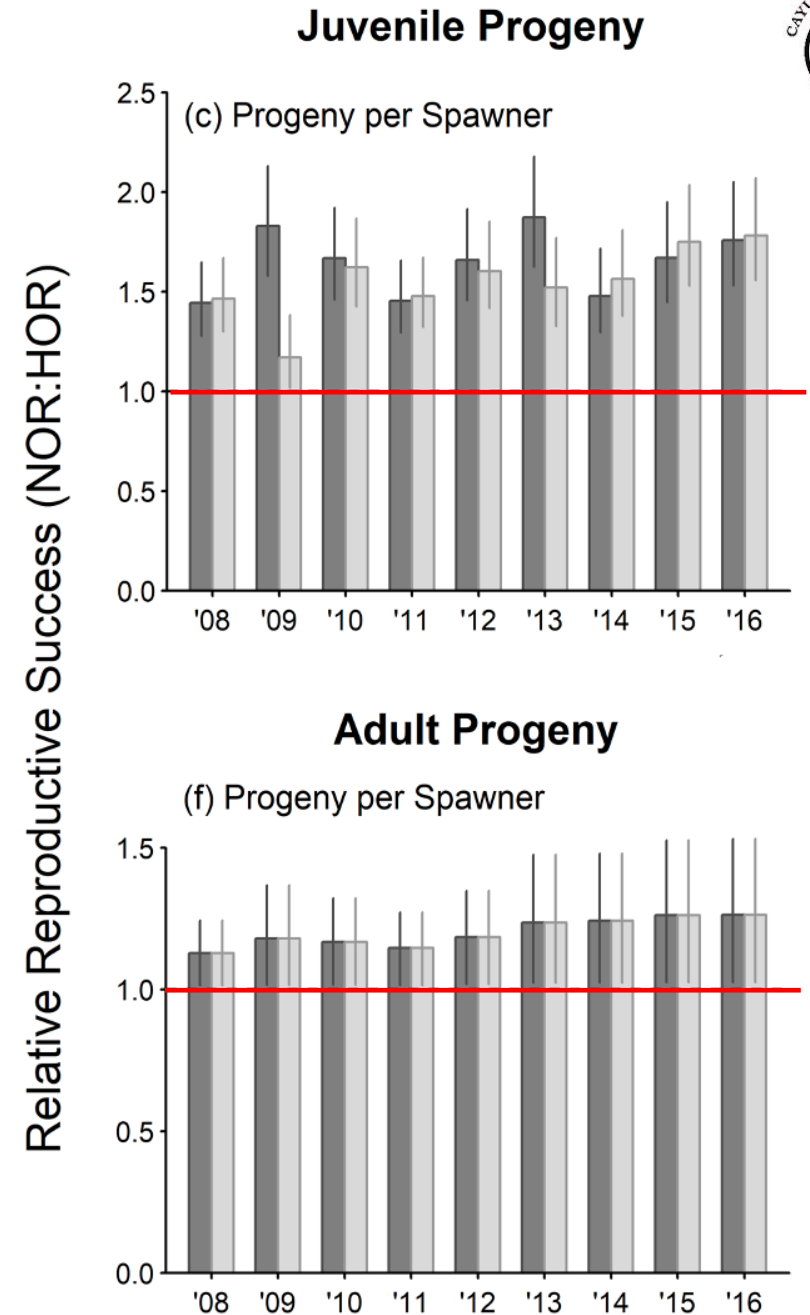 Juvenile Progeny
CAYU
(c) Progeny per Spawner
2.5
2.0
1.5
1.0
0.5
0.0
'08 '09 '10 '11 '12 '13 '14 '15 '16
Relative Reproductive Success (NOR:HOR)
Adult Progeny
(f) Progeny per Spawner
1.5
1.0
0.5
0.0
'08 '09 '10 '11 '12 '13 '14 '15 '16